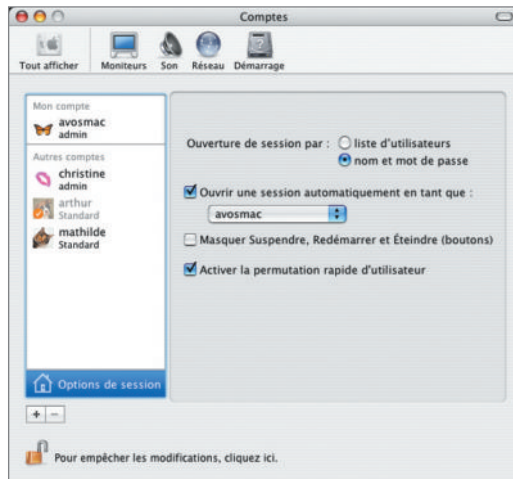 Comptes
Tout afficher
Moniteurs
Son
Réseau
Démarrage
Mon compte
avosmac
admin
Autres comptes
christine
admin
arthur
Standard
mathilde
Standard
Options de session
Ouverture de session par :
liste d'utilisateurs
nom et mot de passe
Ouvrir une session automatiquement en tant que :
avosmac
Masquer Suspendre, Redémarrer et Éteindre (boutons)
Activer la permutation rapide d'utilisateur
+ −
Pour empêcher les modifications, cliquez ici.